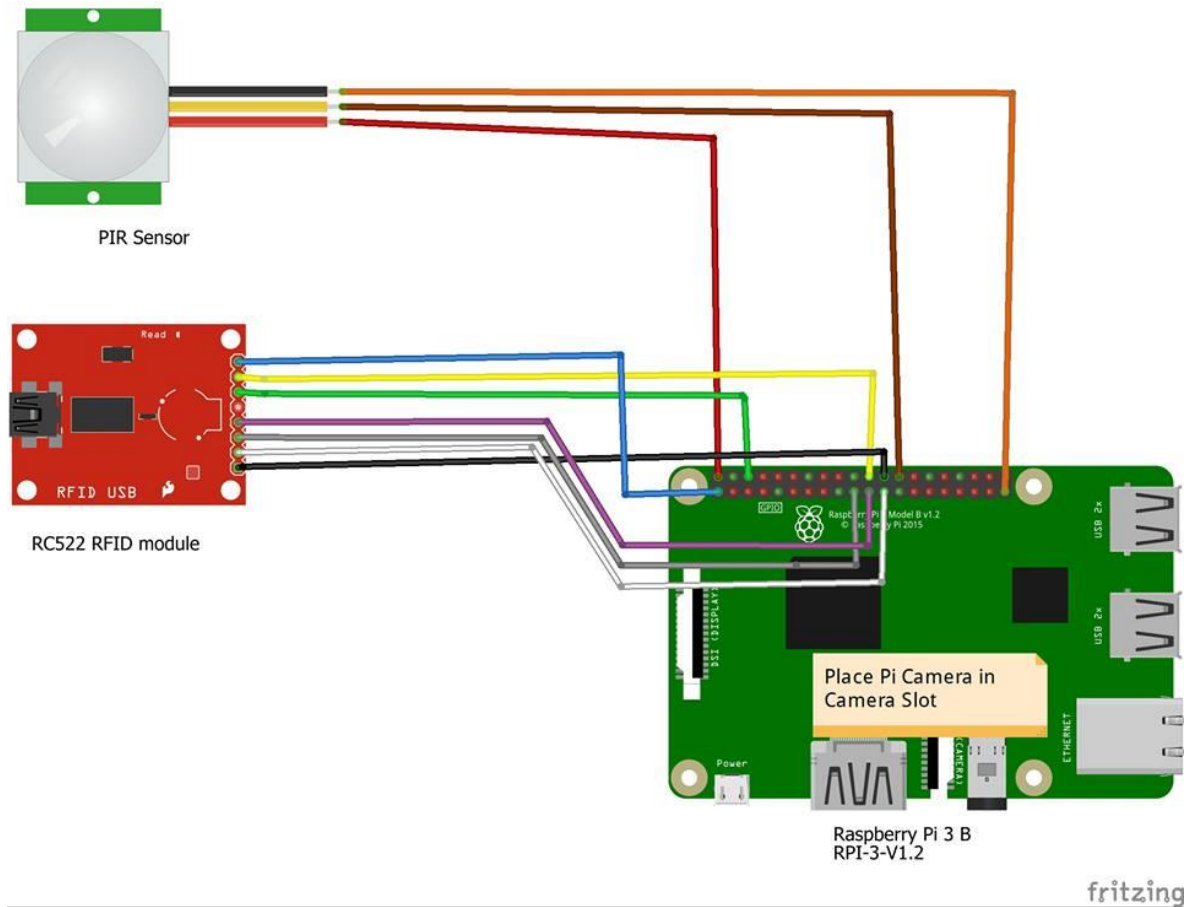 PIR Sensor
Read
RFID USB
RC522 RFID module
GPIO
Raspberry Pi 3 Model B v1.2
© Raspberry Pi 2015
USB 2x
USB 2x
DSI (DISPLAY)
Place Pi Camera in
Camera Slot
ETHERNET
(CAMERA)
Power
Raspberry Pi 3 B
RPI-3-V1.2
fritzing